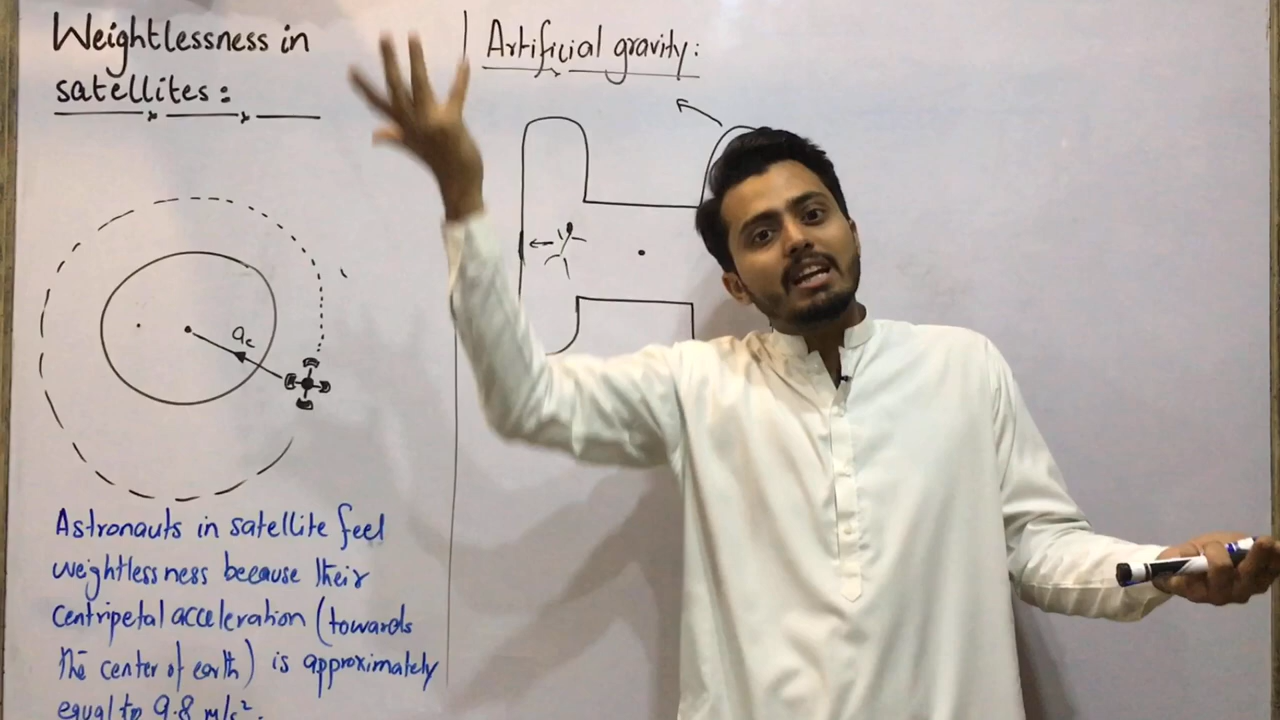 Weightlessness in
satellites:
Artificial gravity:
ac
Astronauts in satellite feel
weightlessness because their
centripetal acceleration (towards
the center of earth) is approximately
equal to 9.8 m/s².